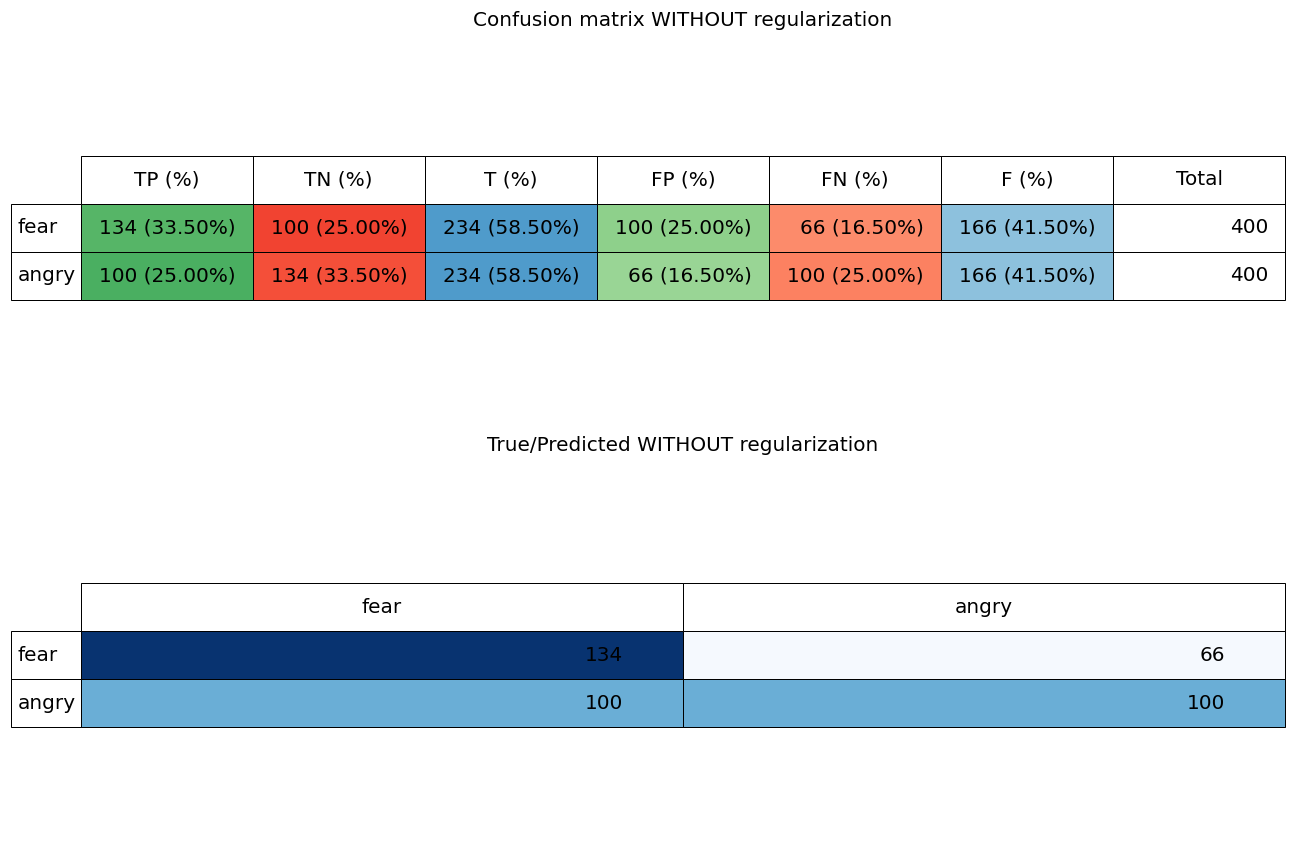 Confusion matrix WITHOUT regularization
TP (%) TN (%) T (%) FP (%) FN (%) F (%) Total
fear 134 (33.50%) 100 (25.00%) 234 (58.50%) 100 (25.00%) 66 (16.50%) 166 (41.50%) 400
angry 100 (25.00%) 134 (33.50%) 234 (58.50%) 66 (16.50%) 100 (25.00%) 166 (41.50%) 400
True/Predicted WITHOUT regularization
fear angry
fear 134 66
angry 100 100